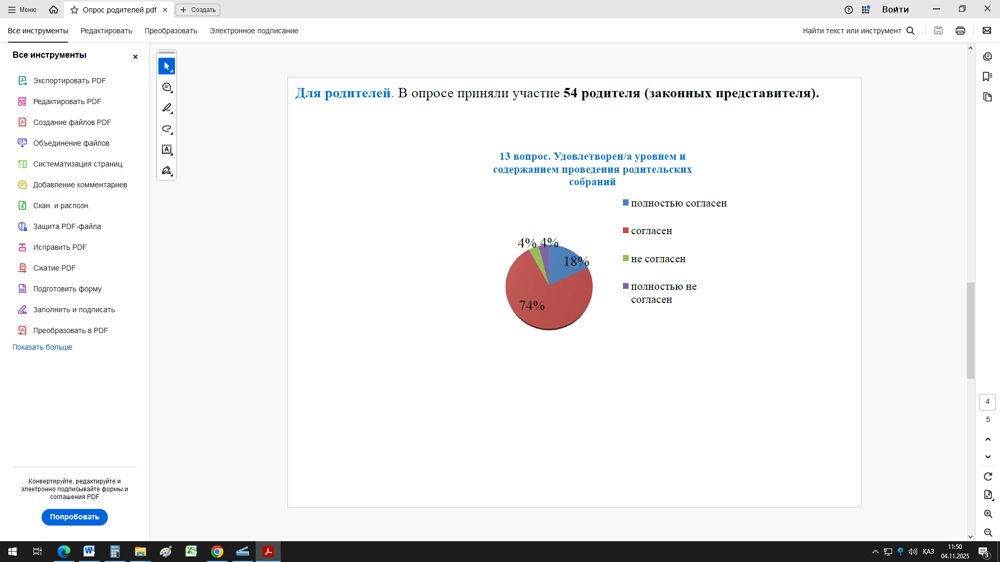 Меню
Опрос родителей.pdf
Создать
Войти
Все инструменты
Редактировать
Преобразовать
Электронное подписание
Найти текст или инструмент
Все инструменты
Экспортировать PDF
Редактировать PDF
Создание файлов PDF
Объединение файлов
Систематизация страниц
Добавление комментариев
Скан. и распозн.
Защита PDF-файла
Исправить PDF
Сжатие PDF
Подготовить форму
Заполнить и подписать
Преобразовать в PDF
Показать больше
Конвертируйте, редактируйте и
электронно подписывайте формы и
соглашения PDF
Попробовать
Для родителей. В опросе приняли участие 54 родителя (законных представителя).
13 вопрос. Удовлетворен/а уровнем и
содержанием проведения родительских
собраний
полностью согласен
согласен
не согласен
полностью не
согласен
4%
4%
18%
74%
4
5
ҚАЗ
11:50
04.11.2025
3